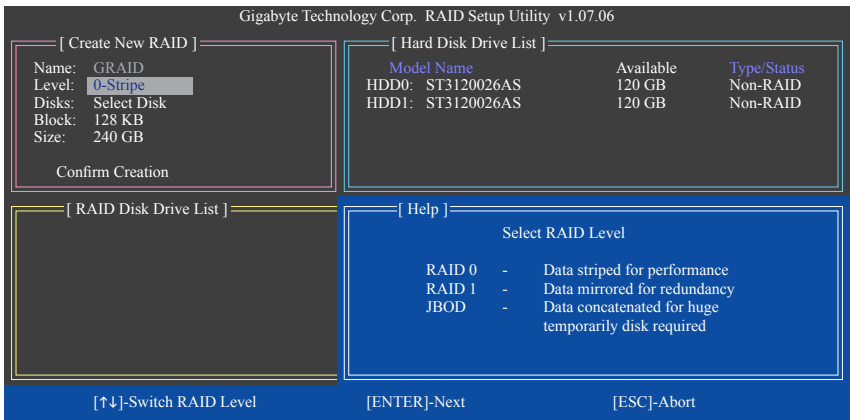 Gigabyte Technology Corp. RAID Setup Utility v1.07.06
[ Create New RAID ]
Name: GRAID
Level: 0-Stripe
Disks: Select Disk
Block: 128 KB
Size: 240 GB
Confirm Creation
[ Hard Disk Drive List ]
Model Name Available Type/Status
HDD0: ST3120026AS 120 GB Non-RAID
HDD1: ST3120026AS 120 GB Non-RAID
[ RAID Disk Drive List ]
[ Help ]
Select RAID Level
RAID 0 - Data striped for performance
RAID 1 - Data mirrored for redundancy
JBOD - Data concatenated for huge
temporarily disk required
[↑↓]-Switch RAID Level [ENTER]-Next [ESC]-Abort